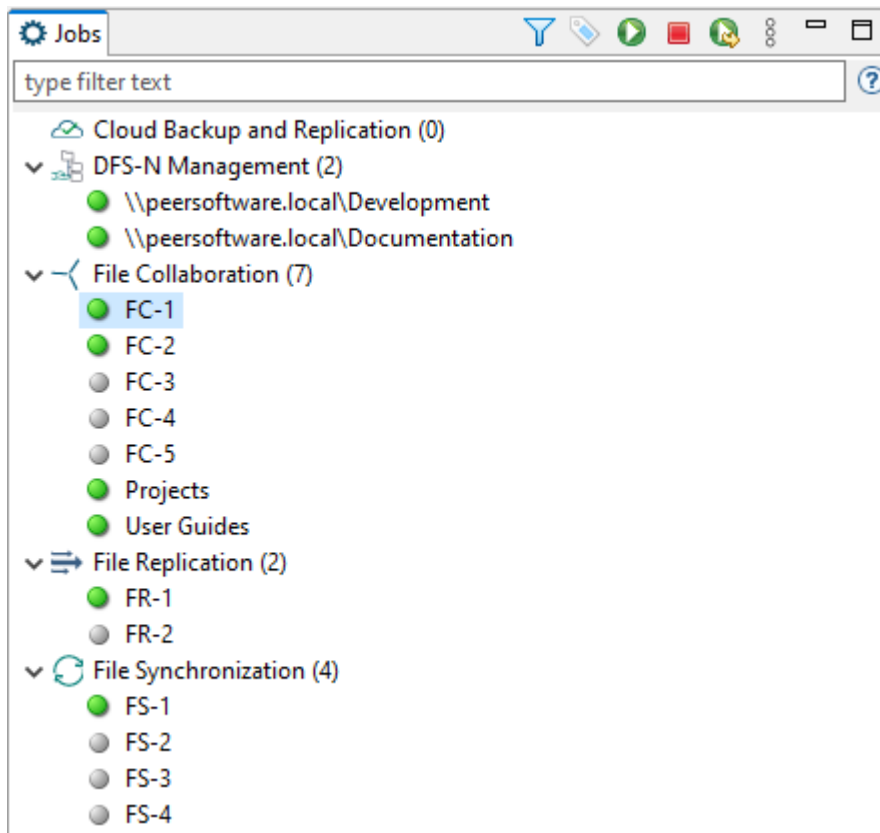 Jobs
type filter text
Cloud Backup and Replication (0)
DFS-N Management (2)
\\peersoftware.local\Development
\\peersoftware.local\Documentation
File Collaboration (7)
FC-1
FC-2
FC-3
FC-4
FC-5
Projects
User Guides
File Replication (2)
FR-1
FR-2
File Synchronization (4)
FS-1
FS-2
FS-3
FS-4